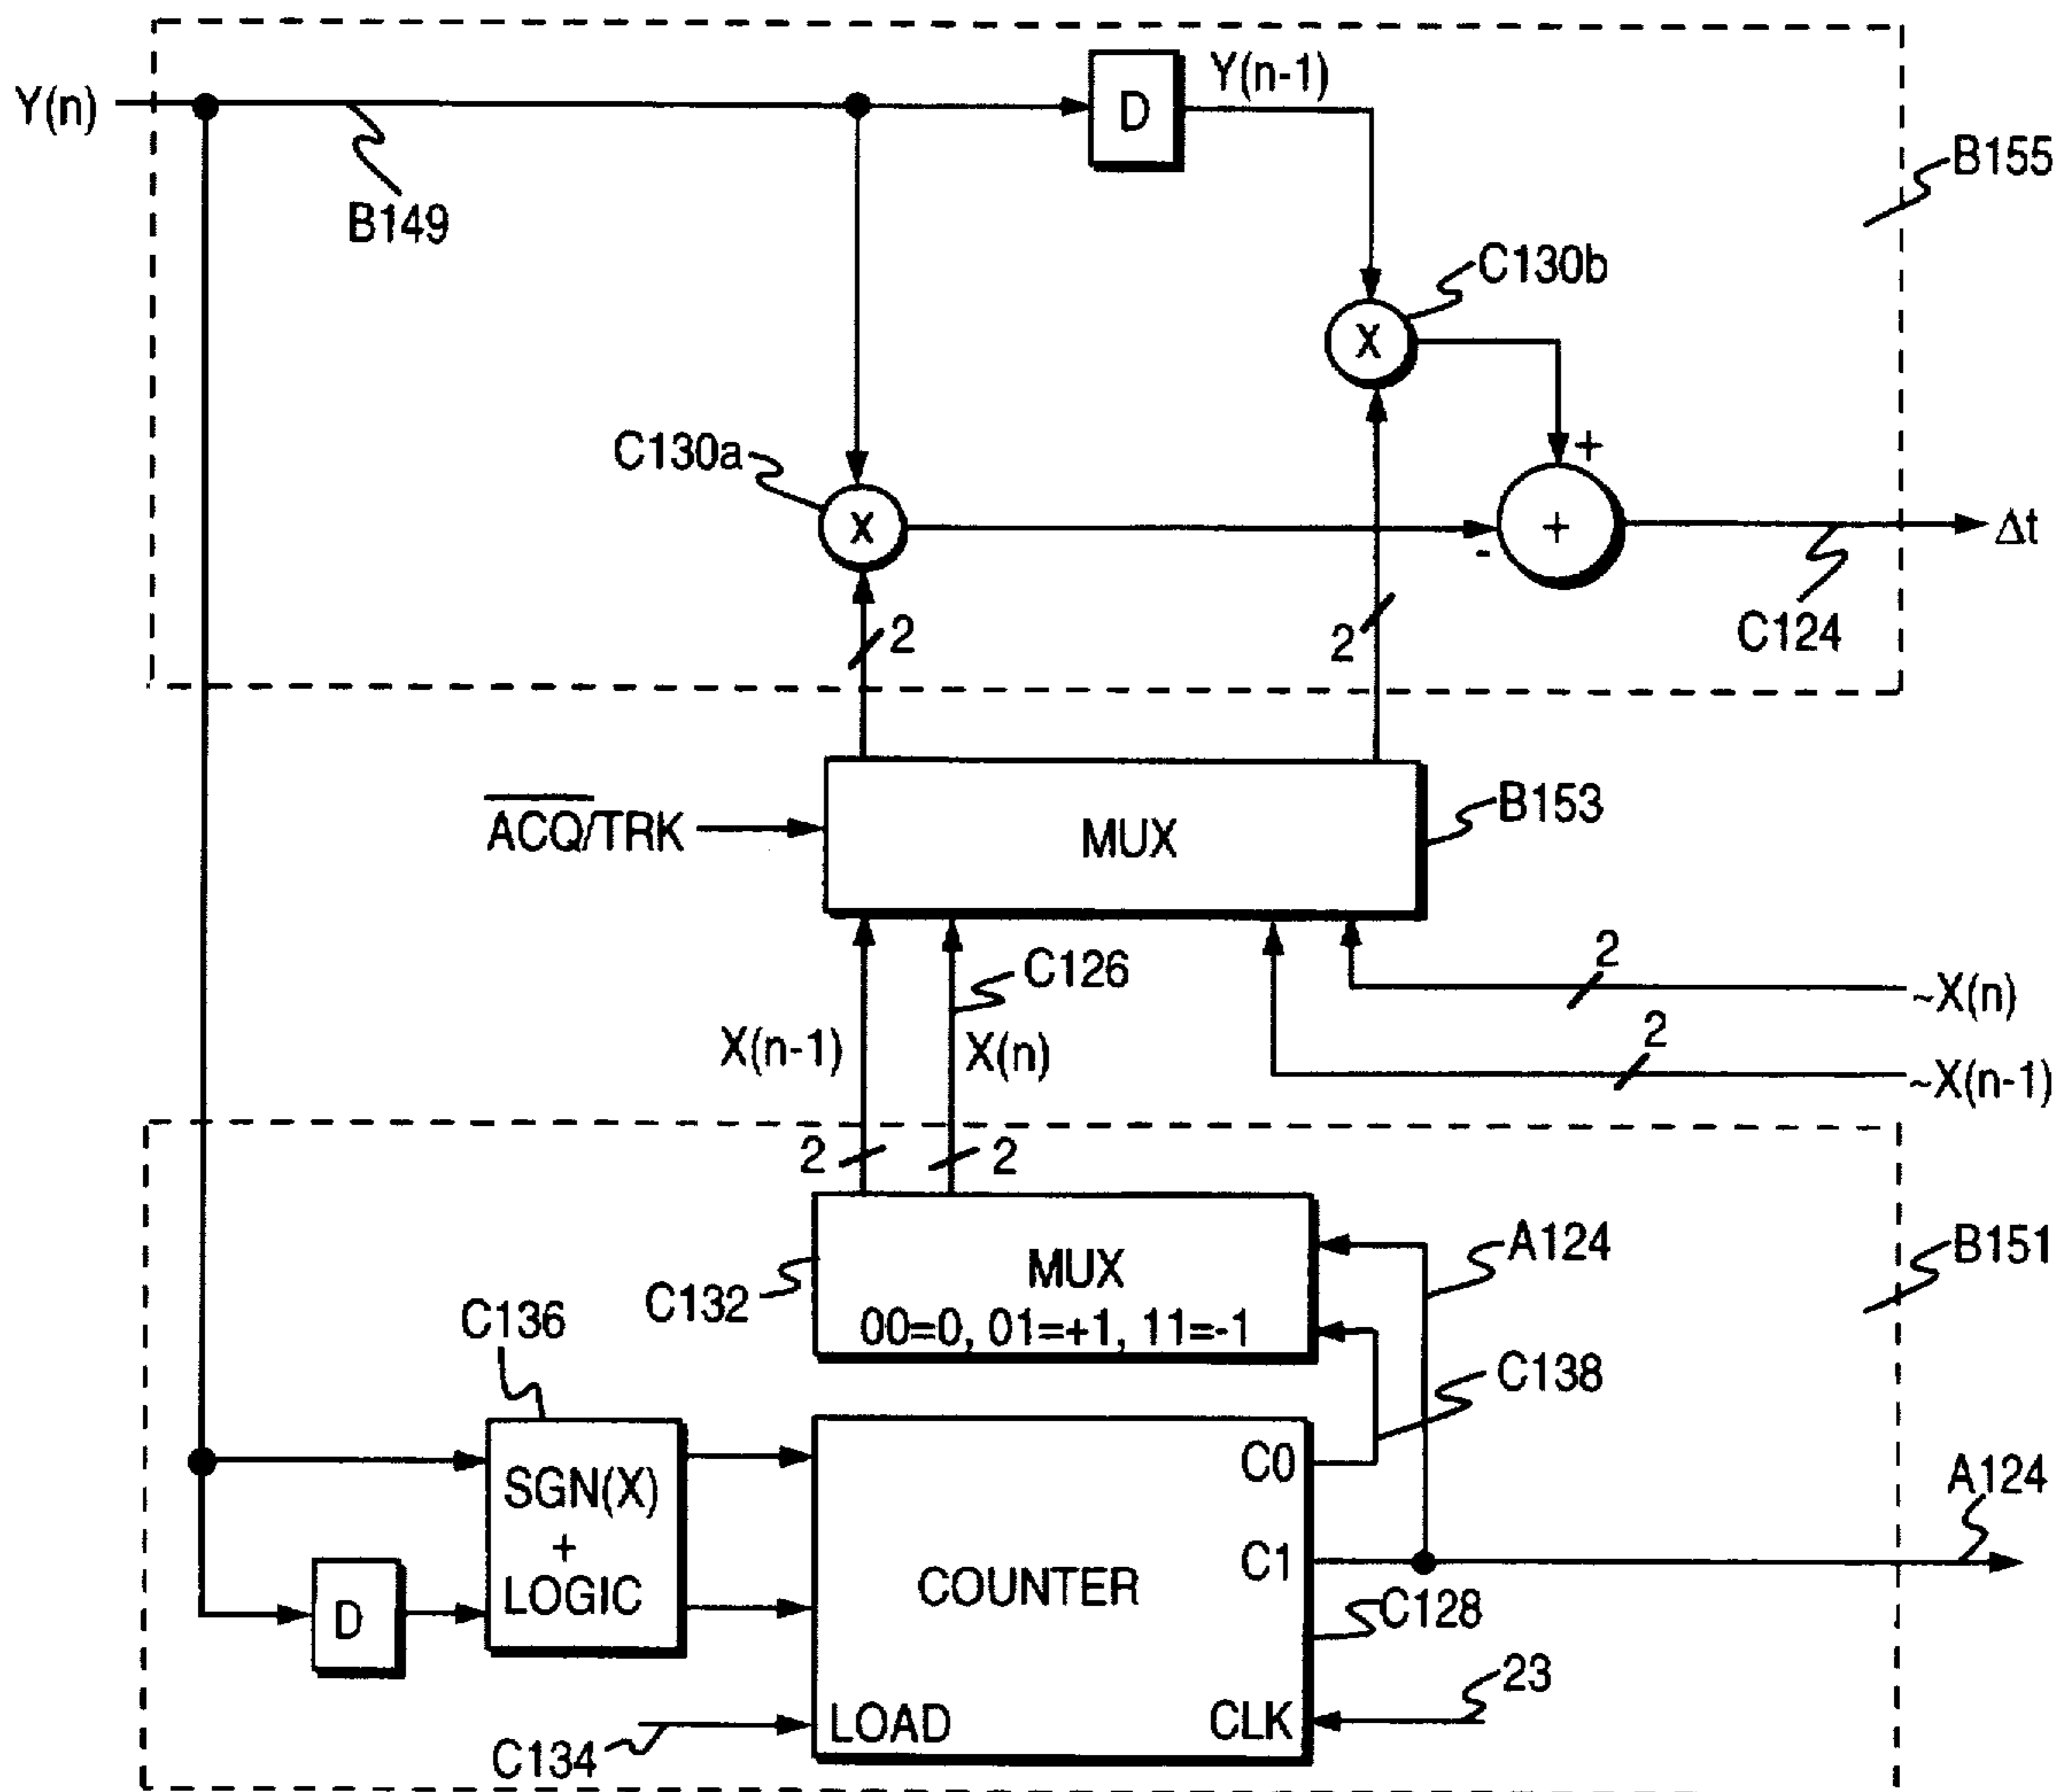 Y(n)
D
Y(n-1)
B149
B155
C130b
X
C130a
+
X
-
+
Δt
2
2
C124
ACQ/TRK
MUX
B153
C126
2
~X(n)
X(n-1)
X(n)
2
~X(n-1)
2
2
MUX
00=0, 01=+1, 11=-1
A124
B151
C132
C136
C138
SGN(X)
+
LOGIC
C0
A124
C1
COUNTER
C128
D
23
LOAD
CLK
C134